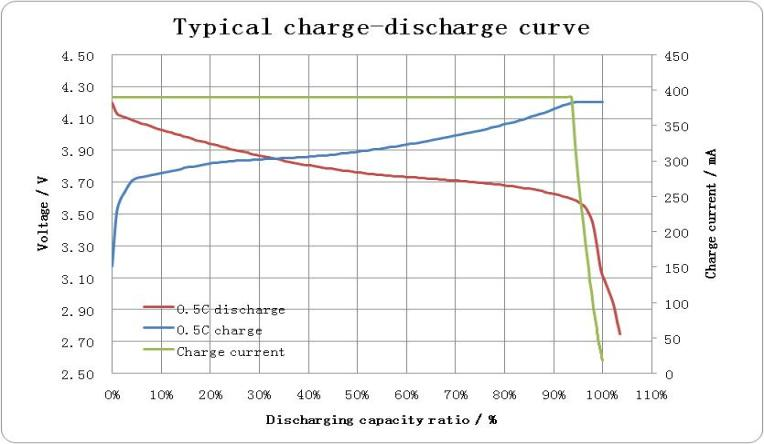 Typical charge-discharge curve
4.50
4.30
4.10
3.90
3.70
3.50
3.30
3.10
2.90
2.70
2.50
Voltage / V
450
400
350
300
250
200
150
100
50
0
Charge current / mA
0.5C discharge
0.5C charge
Charge current
0% 10% 20% 30% 40% 50% 60% 70% 80% 90% 100% 110%
Discharging capacity ratio / %